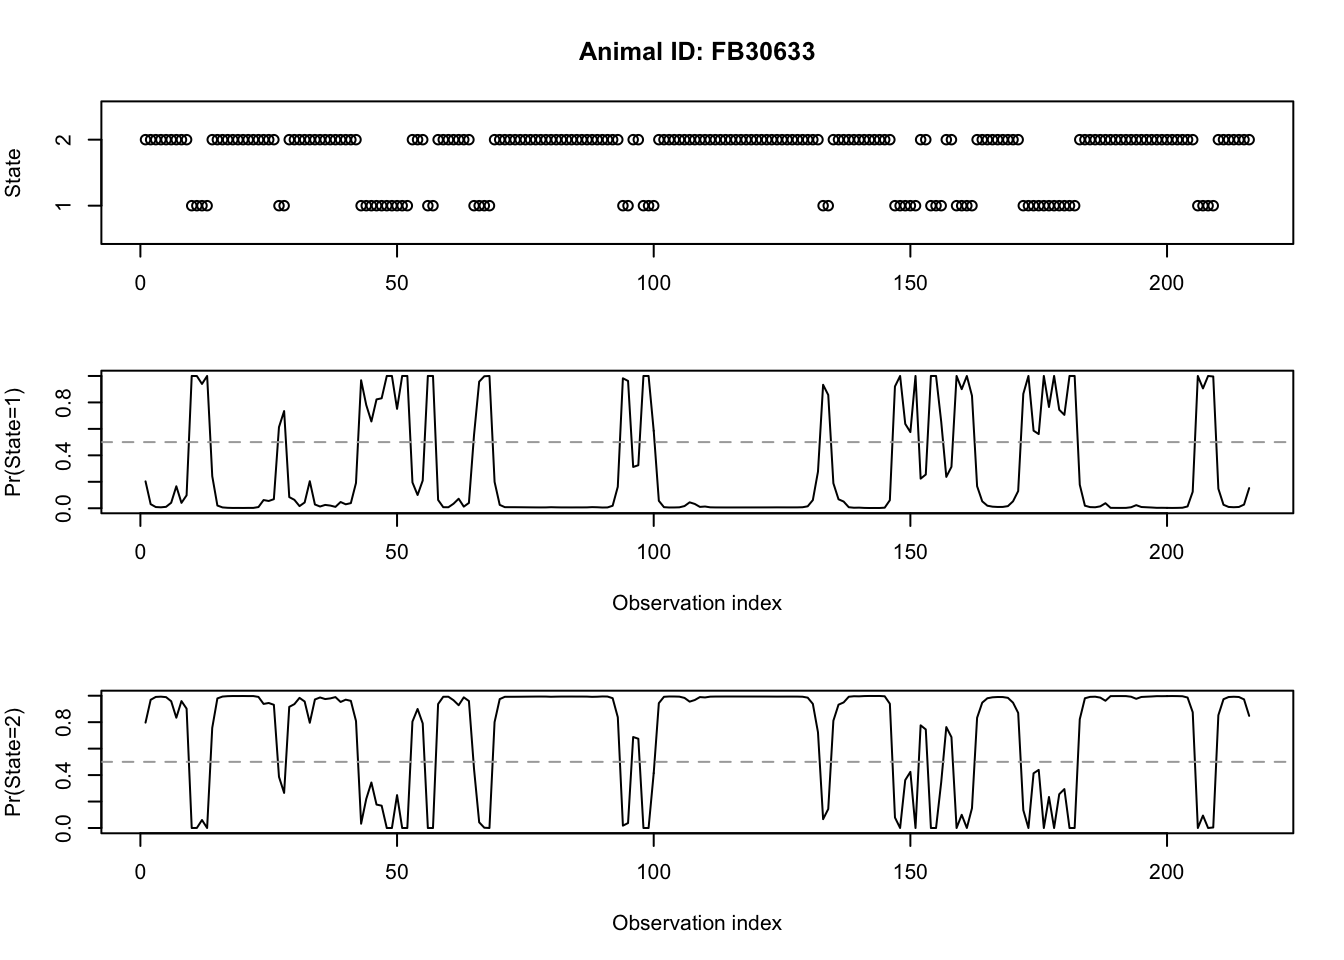 Animal ID: FB30633
State
2
1
0 50 100 150 200
Pr(State=1)
0.8
0.4
0.0
0 50 100 150 200
Observation index
Pr(State=2)
0.8
0.4
0.0
0 50 100 150 200
Observation index